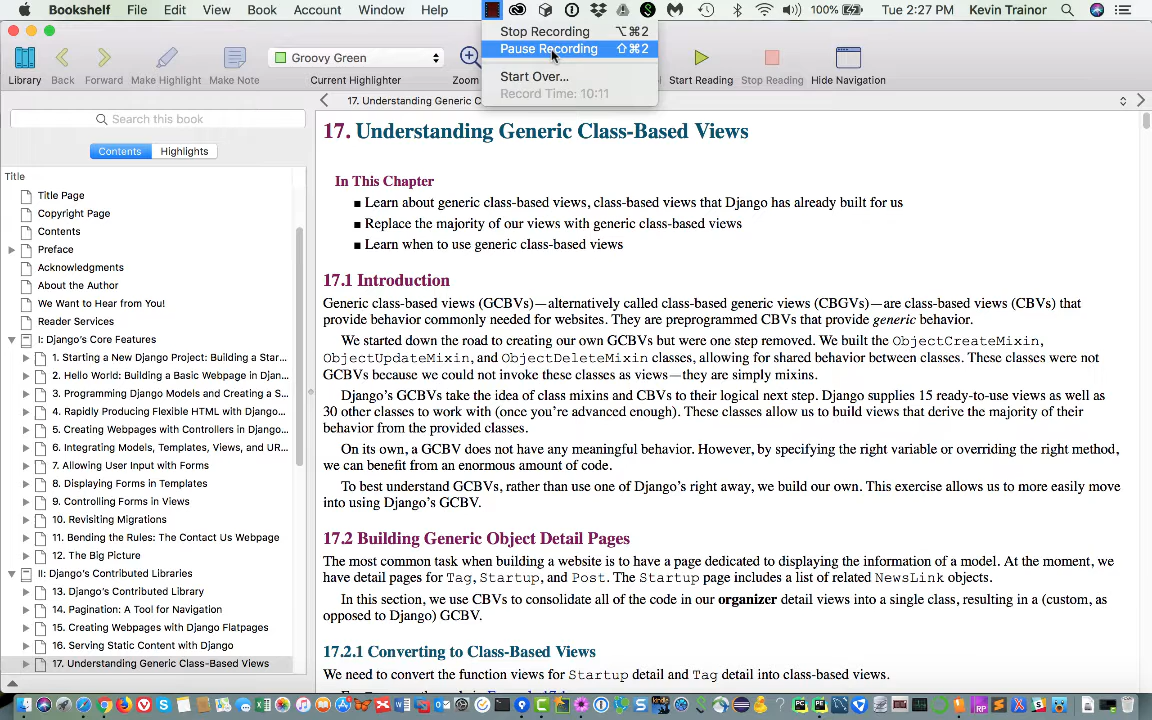 Bookshelf File Edit View Book Account Window Help 100% Tue 2:27 PM Kevin Trainor
Stop Recording ⌥⌘2
Pause Recording ⇧⌘2
Start Over...
Record Time: 10:11
Library Back Forward Make Highlight Make Note Groovy Green Current Highlighter Zoom Start Reading Stop Reading Hide Navigation
Search this book
Contents Highlights
Title
Title Page
Copyright Page
Contents
Preface
Acknowledgments
About the Author
We Want to Hear from You!
Reader Services
I: Django's Core Features
1. Starting a New Django Project: Building a Star...
2. Hello World: Building a Basic Webpage in Djan...
3. Programming Django Models and Creating a S...
4. Rapidly Producing Flexible HTML with Django...
5. Creating Webpages with Controllers in Django...
6. Integrating Models, Templates, Views, and UR...
7. Allowing User Input with Forms
8. Displaying Forms in Templates
9. Controlling Forms in Views
10. Revisiting Migrations
11. Bending the Rules: The Contact Us Webpage
12. The Big Picture
II: Django's Contributed Libraries
13. Django's Contributed Library
14. Pagination: A Tool for Navigation
15. Creating Webpages with Django Flatpages
16. Serving Static Content with Django
17. Understanding Generic Class-Based Views
17. Understanding Generic C
17. Understanding Generic Class-Based Views
In This Chapter
■ Learn about generic class-based views, class-based views that Django has already built for us
■ Replace the majority of our views with generic class-based views
■ Learn when to use generic class-based views
17.1 Introduction
Generic class-based views (GCBVs)—alternatively called class-based generic views (CBGVs)—are class-based views (CBVs) that
provide behavior commonly needed for websites. They are preprogrammed CBVs that provide generic behavior.
We started down the road to creating our own GCBVs but were one step removed. We built the ObjectCreateMixin,
ObjectUpdateMixin, and ObjectDeleteMixin classes, allowing for shared behavior between classes. These classes were not
GCBVs because we could not invoke these classes as views—they are simply mixins.
Django's GCBVs take the idea of class mixins and CBVs to their logical next step. Django supplies 15 ready-to-use views as well as
30 other classes to work with (once you're advanced enough). These classes allow us to build views that derive the majority of their
behavior from the provided classes.
On its own, a GCBV does not have any meaningful behavior. However, by specifying the right variable or overriding the right method,
we can benefit from an enormous amount of code.
To best understand GCBVs, rather than use one of Django's right away, we build our own. This exercise allows us to more easily move
into using Django's GCBV.
17.2 Building Generic Object Detail Pages
The most common task when building a website is to have a page dedicated to displaying the information of a model. At the moment, we
have detail pages for Tag, Startup, and Post. The Startup page includes a list of related NewsLink objects.
In this section, we use CBVs to consolidate all of the code in our organizer detail views into a single class, resulting in a (custom, as
opposed to Django) GCBV.
17.2.1 Converting to Class-Based Views
We need to convert the function views for Startup detail and Tag detail into class-based views.